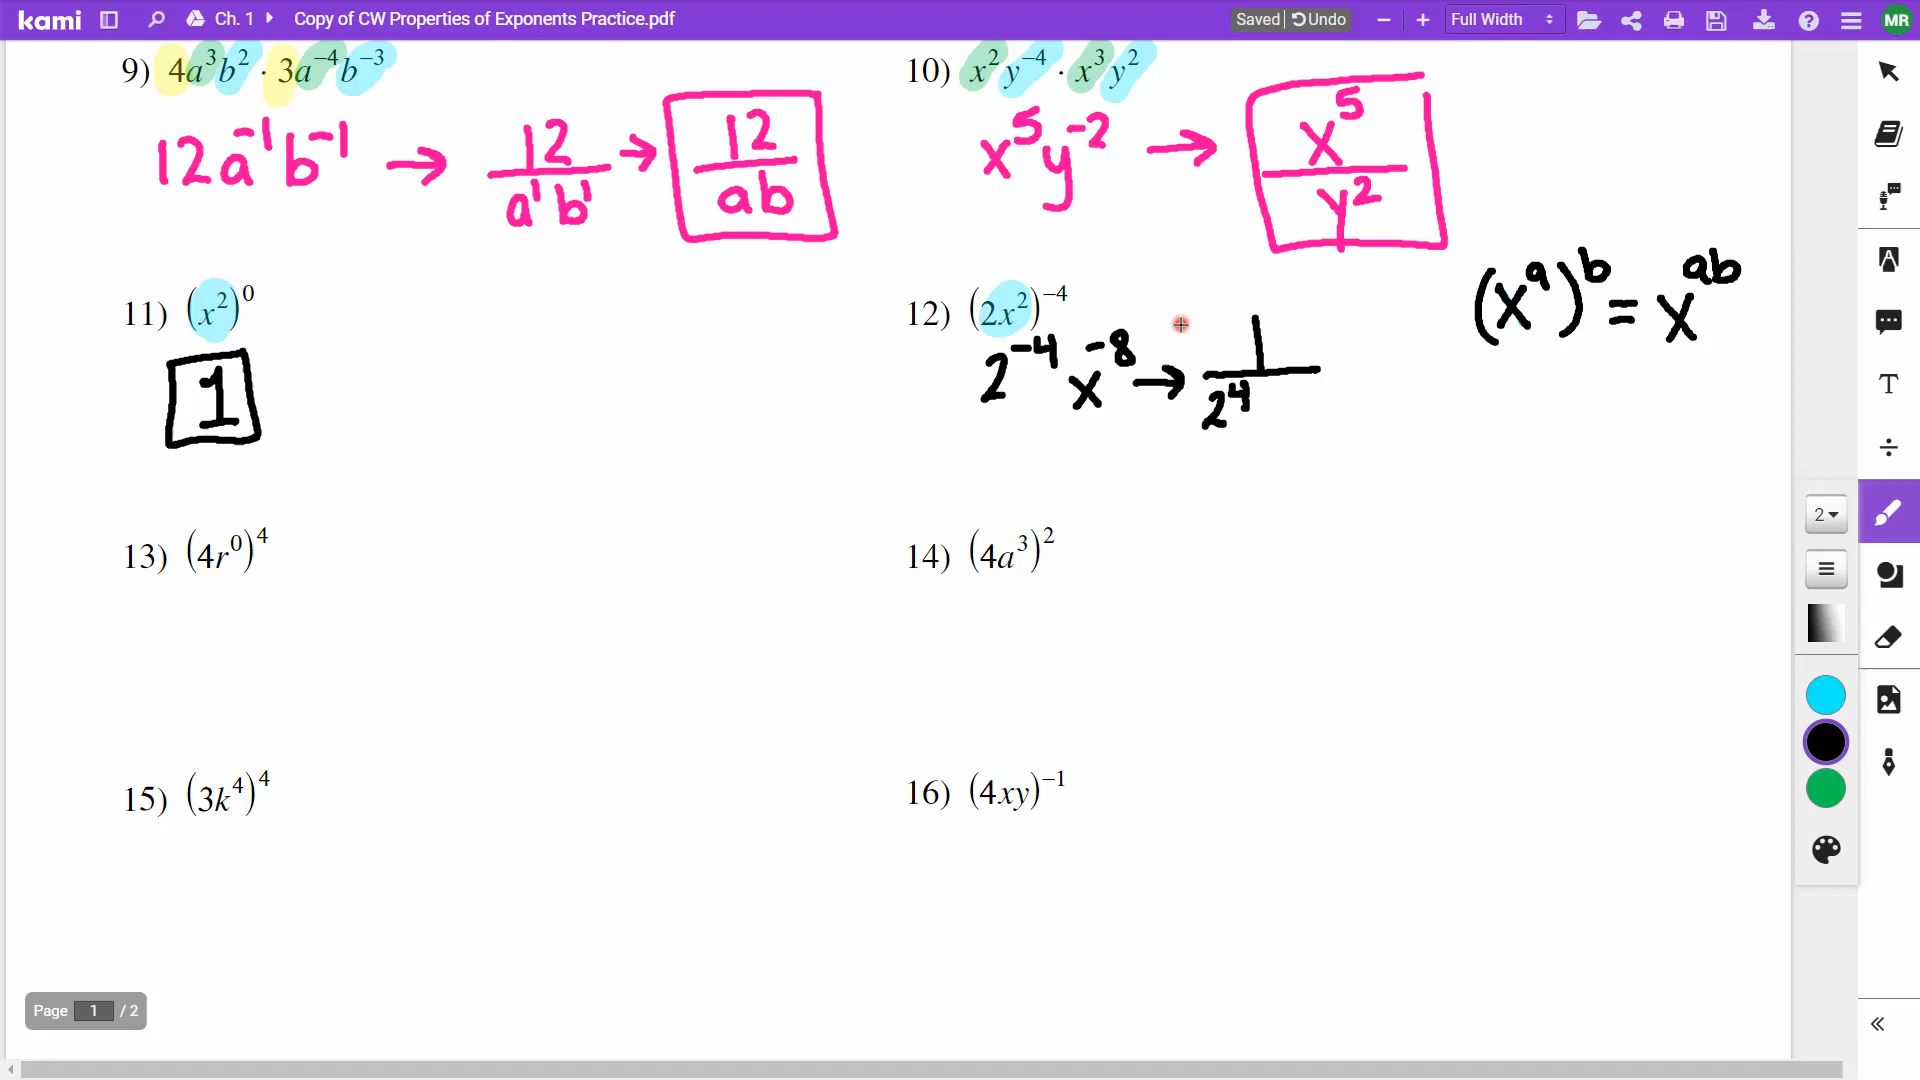 kami Ch. 1 Copy of CW Properties of Exponents Practice.pdf Saved Undo Full Width MR
9) 4a³b² · 3a⁻⁴b⁻³
12a⁻¹b⁻¹ → 12/a¹b¹ → 12/ab
10) x²y⁻⁴ · x³y²
x⁵y⁻² → x⁵/y²
11) (x²)⁰
1
12) (2x²)⁻⁴
2⁻⁴x⁻⁸ → 1/2⁴
(xᵃ)ᵇ = xᵃᵇ
13) (4r⁰)⁴
14) (4a³)²
15) (3k⁴)⁴
16) (4xy)⁻¹
2
Page 1 / 2